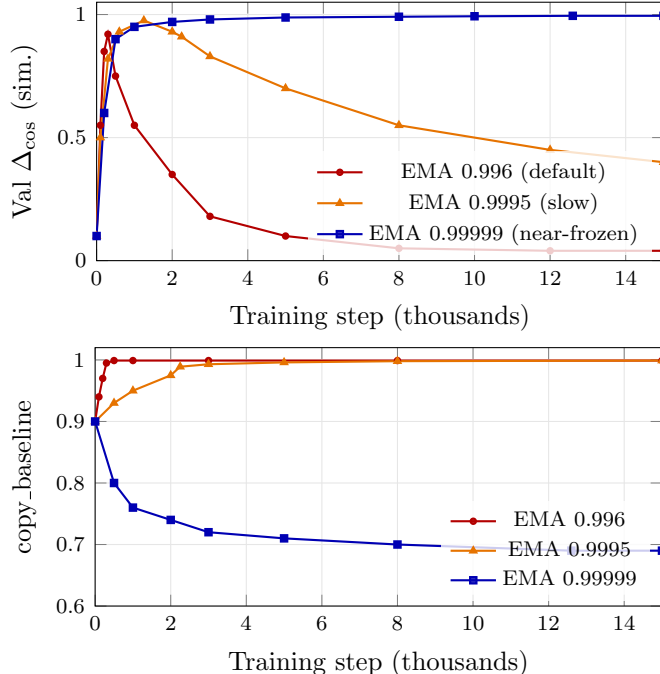 1
0.5
0
Val Δcos (sim.)
EMA 0.996 (default)
EMA 0.9995 (slow)
EMA 0.99999 (near-frozen)
0 2 4 6 8 10 12 14
Training step (thousands)
1
0.9
0.8
0.7
0.6
copy_baseline
EMA 0.996
EMA 0.9995
EMA 0.99999
0 2 4 6 8 10 12 14
Training step (thousands)